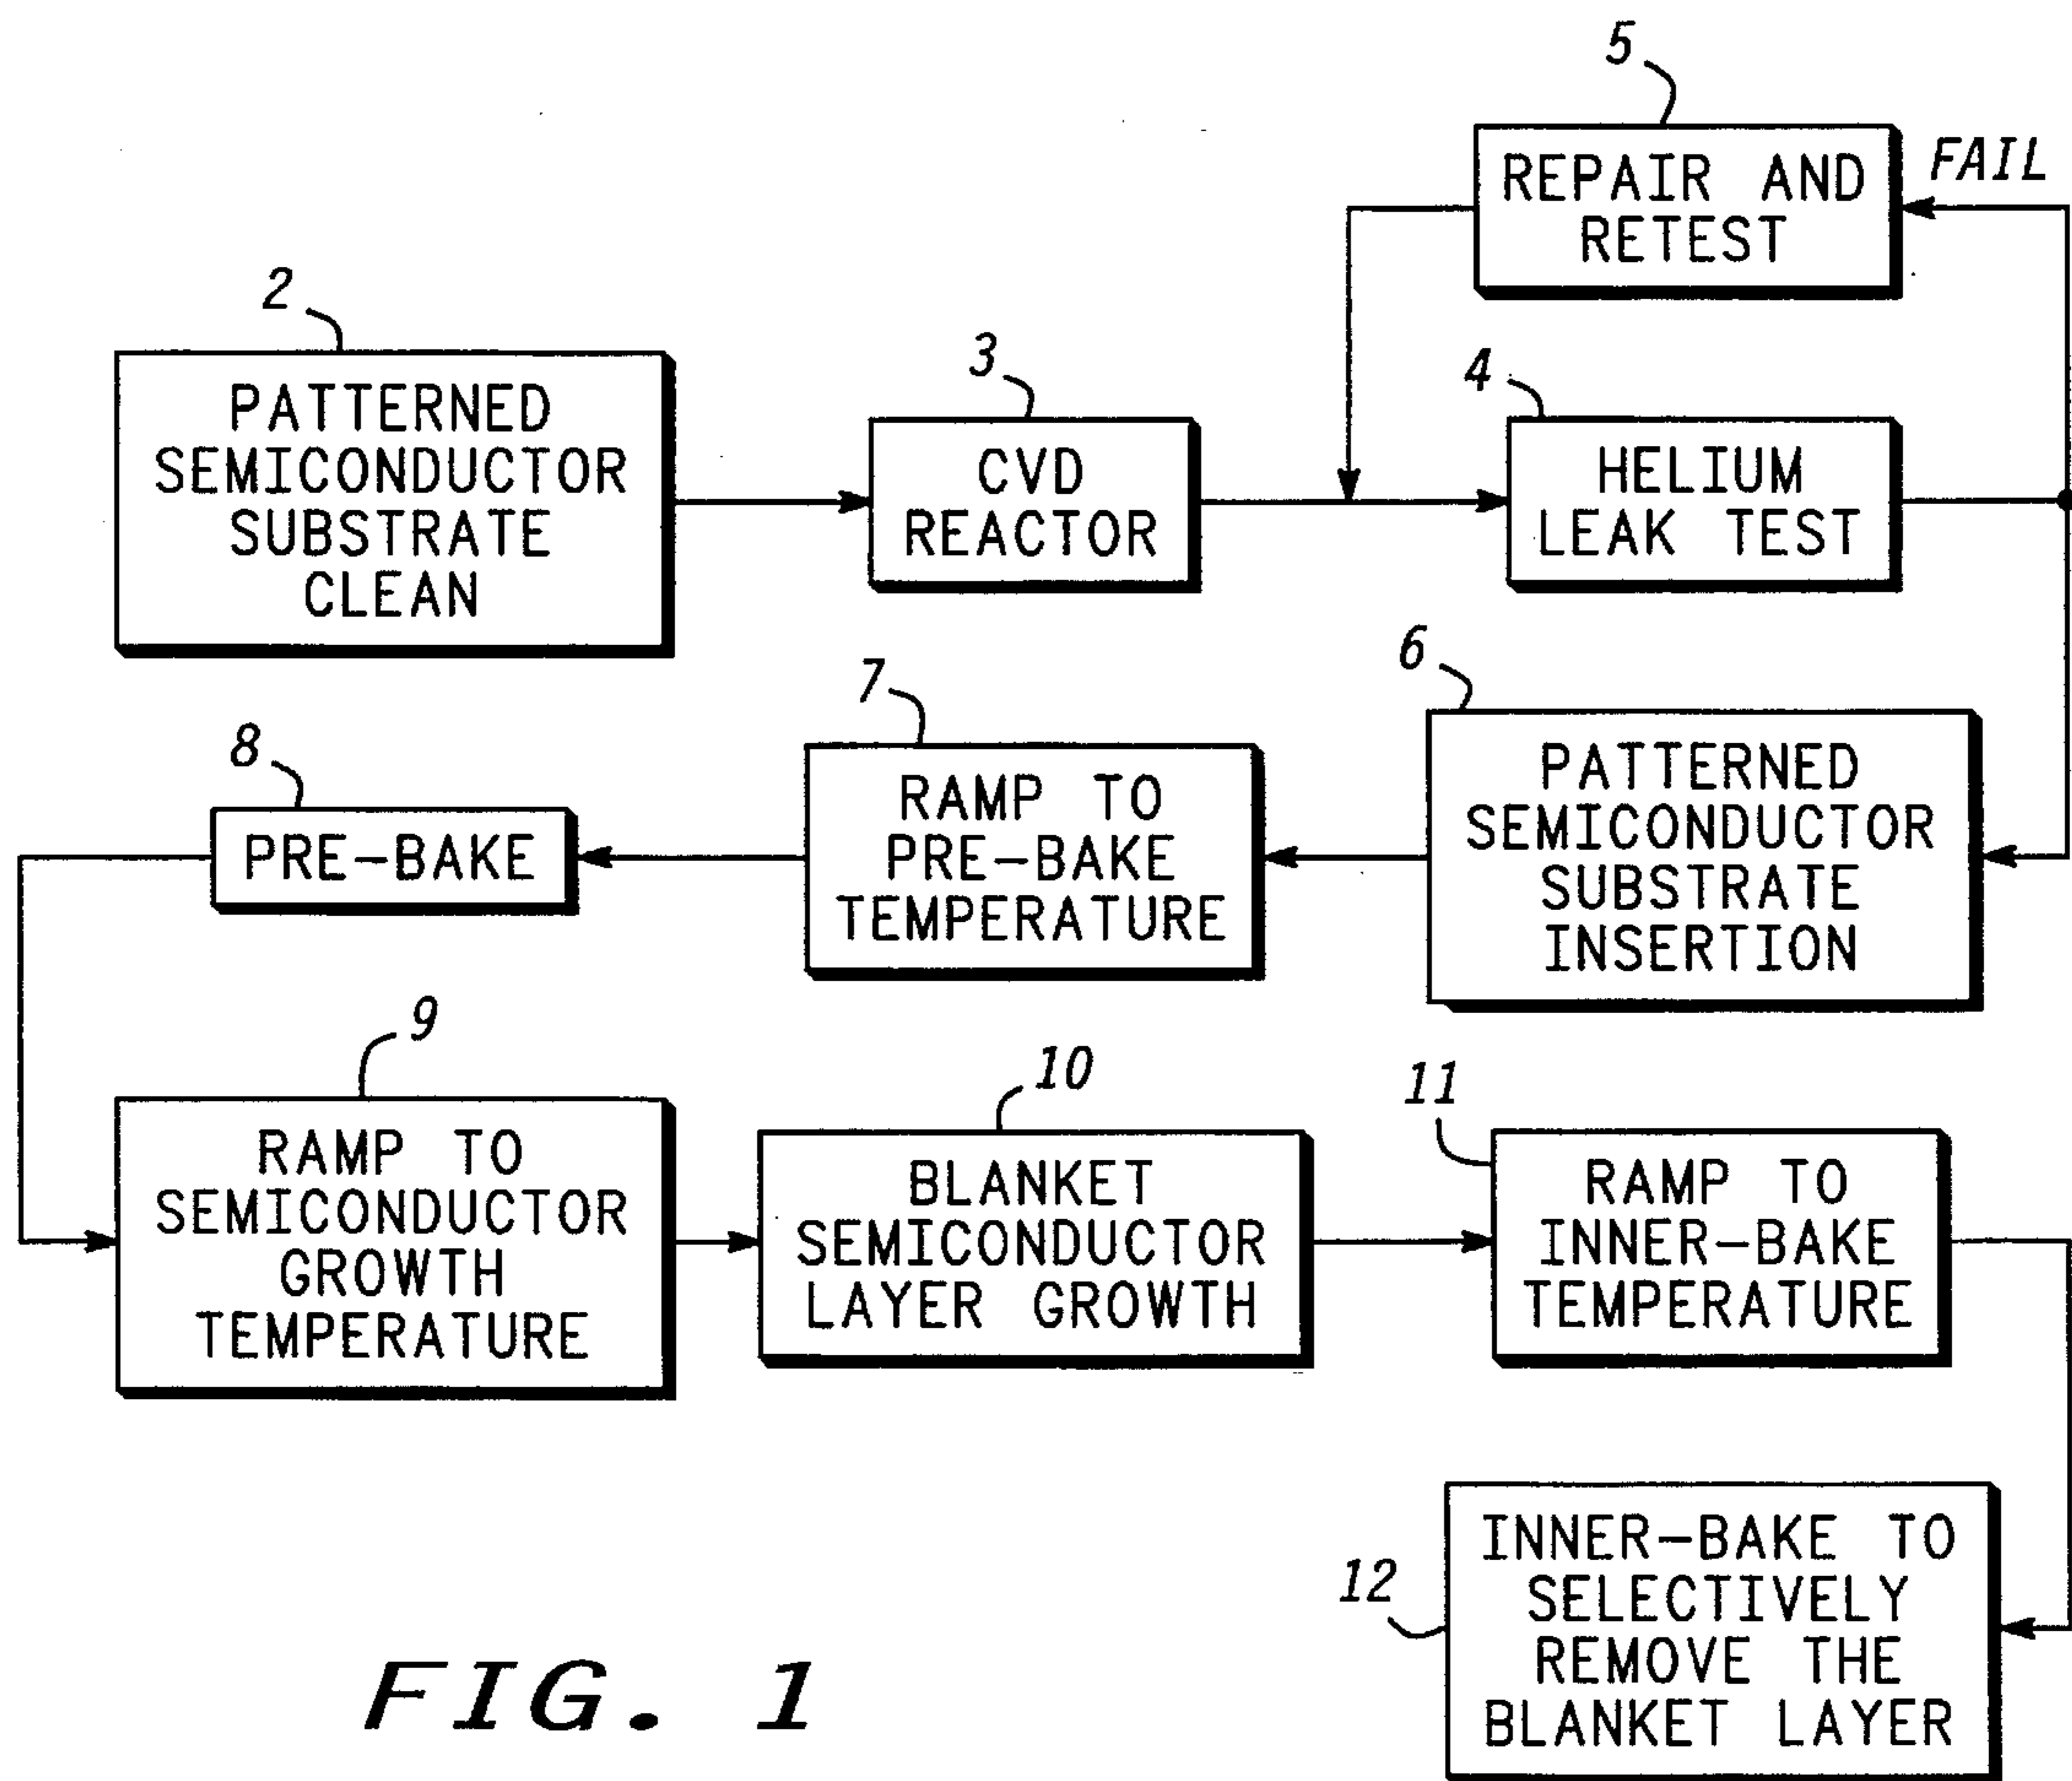 5
REPAIR AND
RETEST
FAIL
2
PATTERNED
SEMICONDUCTOR
SUBSTRATE
CLEAN
3
CVD
REACTOR
4
HELIUM
LEAK TEST
6
PATTERNED
SEMICONDUCTOR
SUBSTRATE
INSERTION
7
RAMP TO
PRE-BAKE
TEMPERATURE
8
PRE-BAKE
9
RAMP TO
SEMICONDUCTOR
GROWTH
TEMPERATURE
10
BLANKET
SEMICONDUCTOR
LAYER GROWTH
11
RAMP TO
INNER-BAKE
TEMPERATURE
12
INNER-BAKE TO
SELECTIVELY
REMOVE THE
BLANKET LAYER
FIG. 1